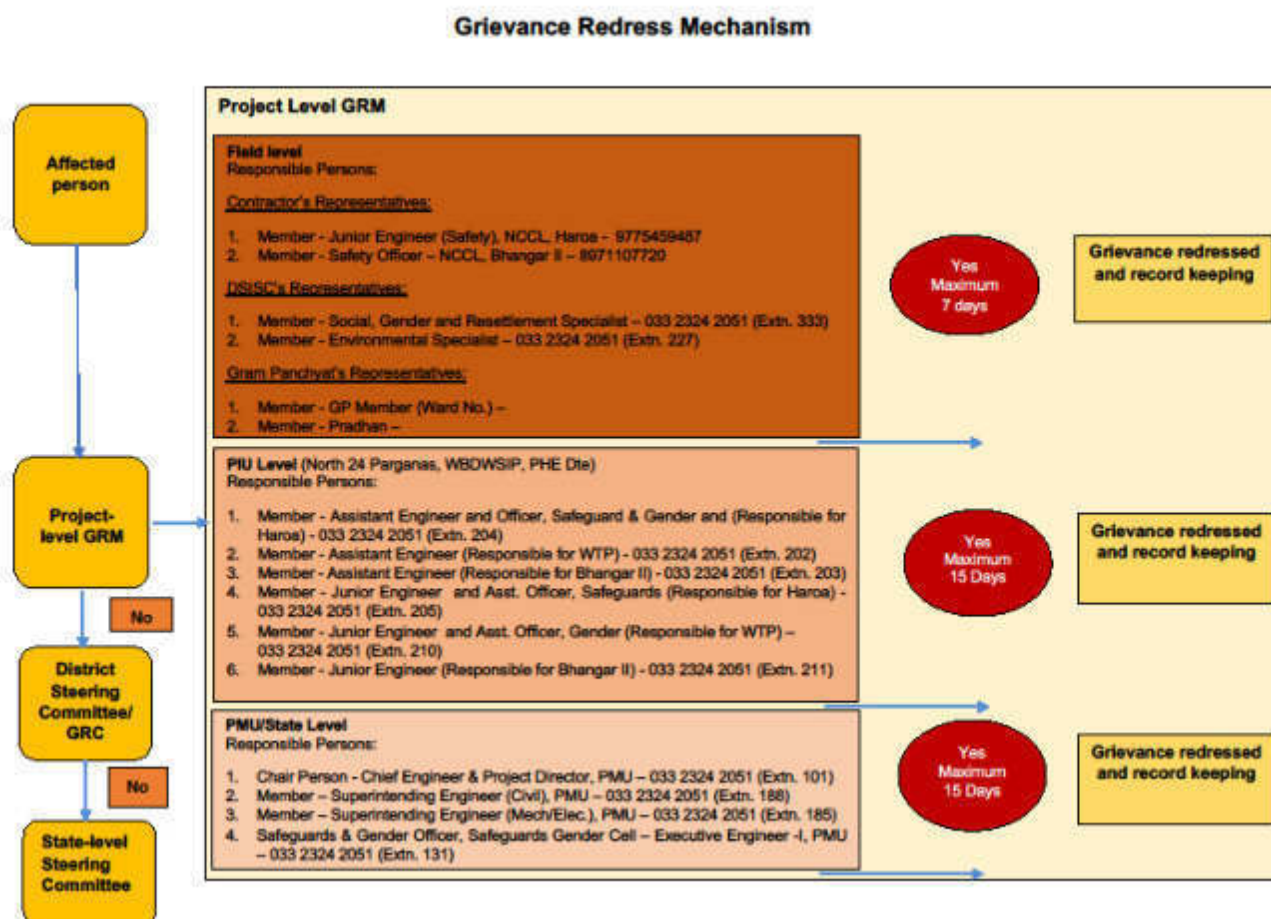 Grievance Redress Mechanism
Affected
person
Project-
level GRM
No
District
Steering
Committee/
GRC
No
State-level
Steering
Committee
Project Level GRM
Field level
Responsible Persons:
Contractor's Representatives:
1. Member - Junior Engineer (Safety), NCCL, Haroa - 9775459487
2. Member - Safety Officer – NCCL, Bhangar II – 8971107720
DSISC's Representatives:
1. Member - Social, Gender and Resettlement Specialist – 033 2324 2051 (Extn. 333)
2. Member - Environmental Specialist – 033 2324 2051 (Extn. 227)
Gram Panchyat's Representatives:
1. Member - GP Member (Ward No.) –
2. Member - Pradhan –
Yes
Maximum
7 days
Grievance redressed
and record keeping
PIU Level (North 24 Parganas, WBDWSIP, PHE Dte)
Responsible Persons:
1. Member - Assistant Engineer and Officer, Safeguard & Gender and (Responsible for
Haroa) - 033 2324 2051 (Extn. 204)
2. Member - Assistant Engineer (Responsible for WTP) - 033 2324 2051 (Extn. 202)
3. Member - Assistant Engineer (Responsible for Bhangar II) - 033 2324 2051 (Extn. 203)
4. Member - Junior Engineer and Asst. Officer, Safeguards (Responsible for Haroa) -
033 2324 2051 (Extn. 205)
5. Member - Junior Engineer and Asst. Officer, Gender (Responsible for WTP) –
033 2324 2051 (Extn. 210)
6. Member - Junior Engineer (Responsible for Bhangar II) - 033 2324 2051 (Extn. 211)
Yes
Maximum
15 Days
Grievance redressed
and record keeping
PMU/State Level
Responsible Persons:
1. Chair Person - Chief Engineer & Project Director, PMU – 033 2324 2051 (Extn. 101)
2. Member – Superintending Engineer (Civil), PMU – 033 2324 2051 (Extn. 188)
3. Member – Superintending Engineer (Mech/Elec.), PMU – 033 2324 2051 (Extn. 185)
4. Safeguards & Gender Officer, Safeguards Gender Cell – Executive Engineer -I, PMU
– 033 2324 2051 (Extn. 131)
Yes
Maximum
15 Days
Grievance redressed
and record keeping